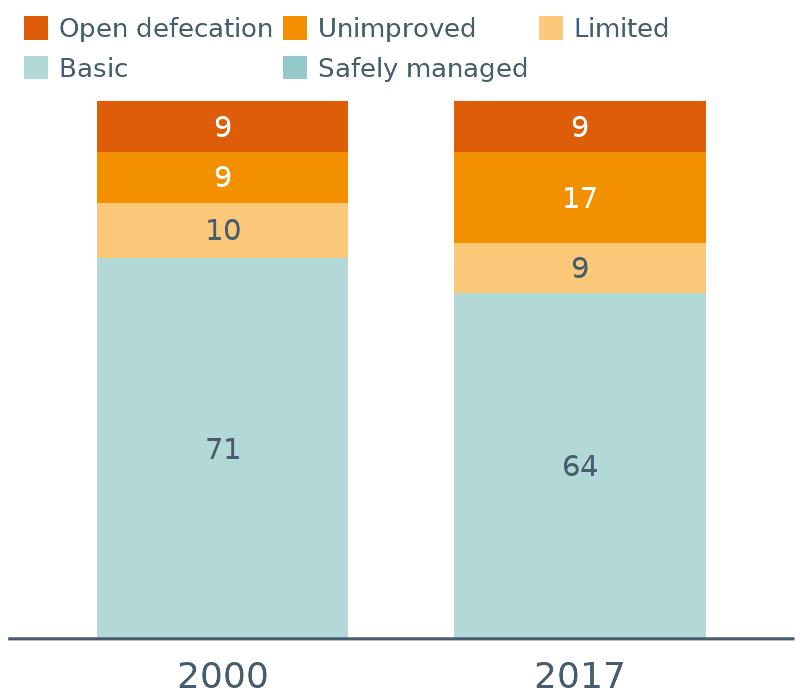 Open defecation Unimproved Limited
Basic Safely managed
9 9
9 17
10 9
71 64
2000 2017